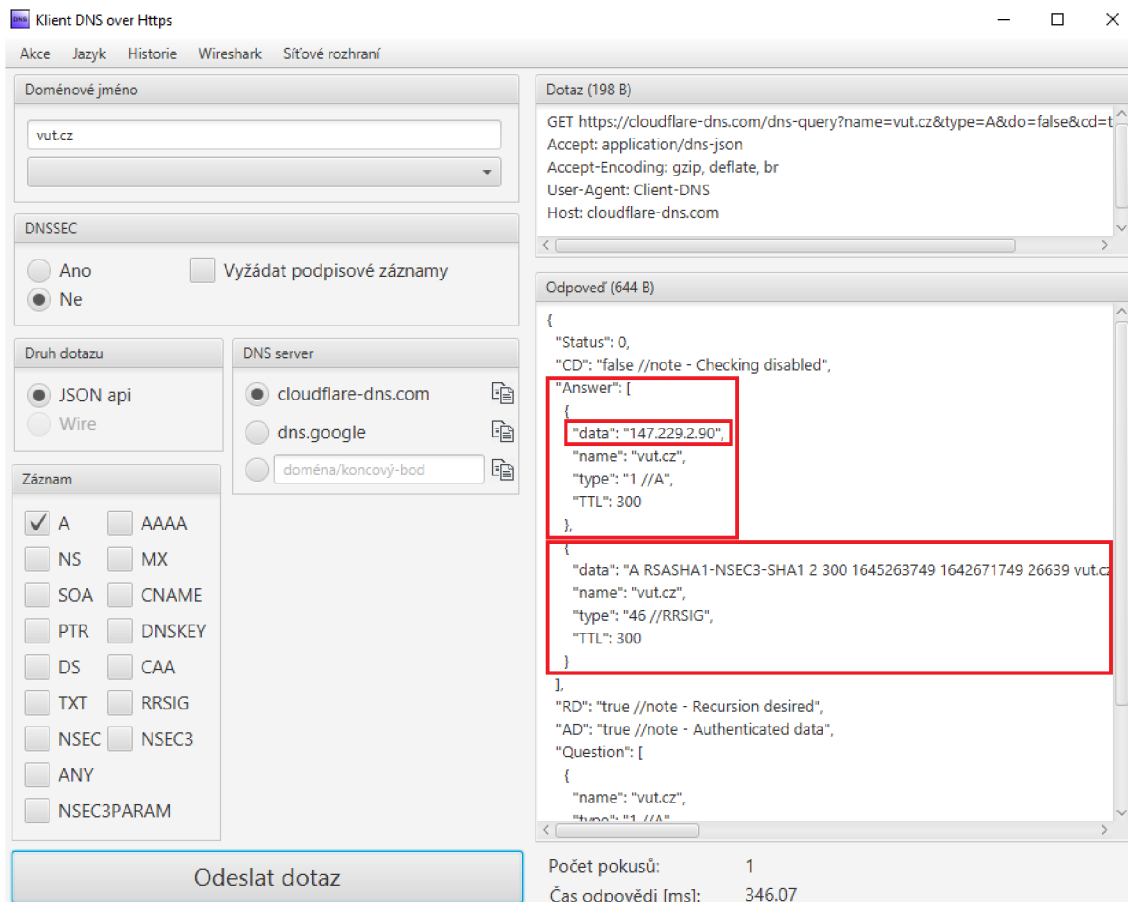 DNS Klient DNS over Https
Akce Jazyk Historie Wireshark Síťové rozhraní
Doménové jméno
vut.cz
DNSSEC
Ano Vyžádat podpisové záznamy
Ne
Druh dotazu
JSON api
Wire
DNS server
cloudflare-dns.com
dns.google
doména/koncový-bod
Záznam
A AAAA
NS MX
SOA CNAME
PTR DNSKEY
DS CAA
TXT RRSIG
NSEC NSEC3
ANY
NSEC3PARAM
Odeslat dotaz
Dotaz (198 B)
GET https://cloudflare-dns.com/dns-query?name=vut.cz&type=A&do=false&cd=t
Accept: application/dns-json
Accept-Encoding: gzip, deflate, br
User-Agent: Client-DNS
Host: cloudflare-dns.com
Odpoveď (644 B)
{
"Status": 0,
"CD": "false //note - Checking disabled",
"Answer": [
{
"data": "147.229.2.90",
"name": "vut.cz",
"type": "1 //A",
"TTL": 300
},
{
"data": "A RSASHA1-NSEC3-SHA1 2 300 1645263749 1642671749 26639 vut.cz
"name": "vut.cz",
"type": "46 //RRSIG",
"TTL": 300
}
],
"RD": "true //note - Recursion desired",
"AD": "true //note - Authenticated data",
"Question": [
{
"name": "vut.cz",
"type": "1 //A"
Počet pokusů: 1
Čas odpovědi [ms]: 346.07